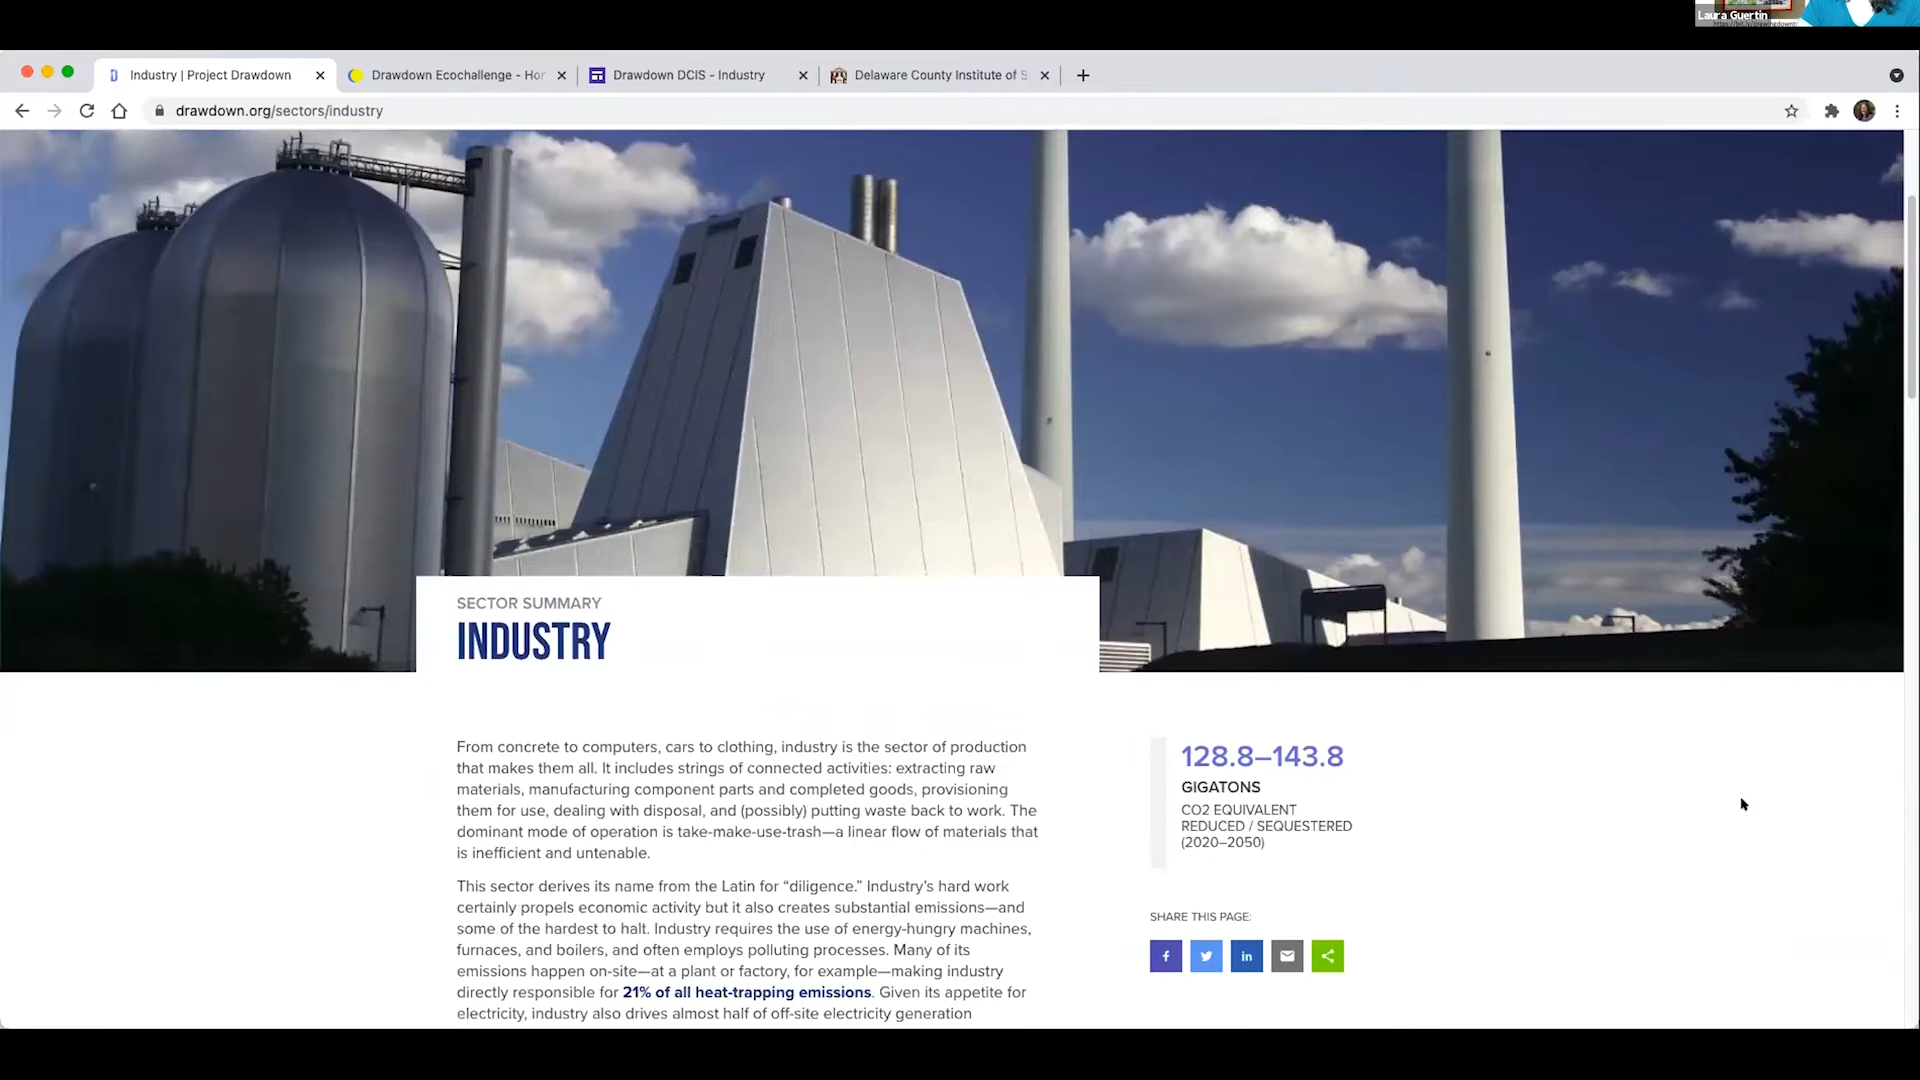 Laura Guertin
Industry | Project Drawdown
Drawdown Ecochallenge - Hor
Drawdown DCIS - Industry
Delaware County Institute of S
drawdown.org/sectors/industry
SECTOR SUMMARY
INDUSTRY
From concrete to computers, cars to clothing, industry is the sector of production
that makes them all. It includes strings of connected activities: extracting raw
materials, manufacturing component parts and completed goods, provisioning
them for use, dealing with disposal, and (possibly) putting waste back to work. The
dominant mode of operation is take-make-use-trash—a linear flow of materials that
is inefficient and untenable.
This sector derives its name from the Latin for “diligence.” Industry’s hard work
certainly propels economic activity but it also creates substantial emissions—and
some of the hardest to halt. Industry requires the use of energy-hungry machines,
furnaces, and boilers, and often employs polluting processes. Many of its
emissions happen on-site—at a plant or factory, for example—making industry
directly responsible for 21% of all heat-trapping emissions. Given its appetite for
electricity, industry also drives almost half of off-site electricity generation
128.8–143.8
GIGATONS
CO2 EQUIVALENT
REDUCED / SEQUESTERED
(2020–2050)
SHARE THIS PAGE: